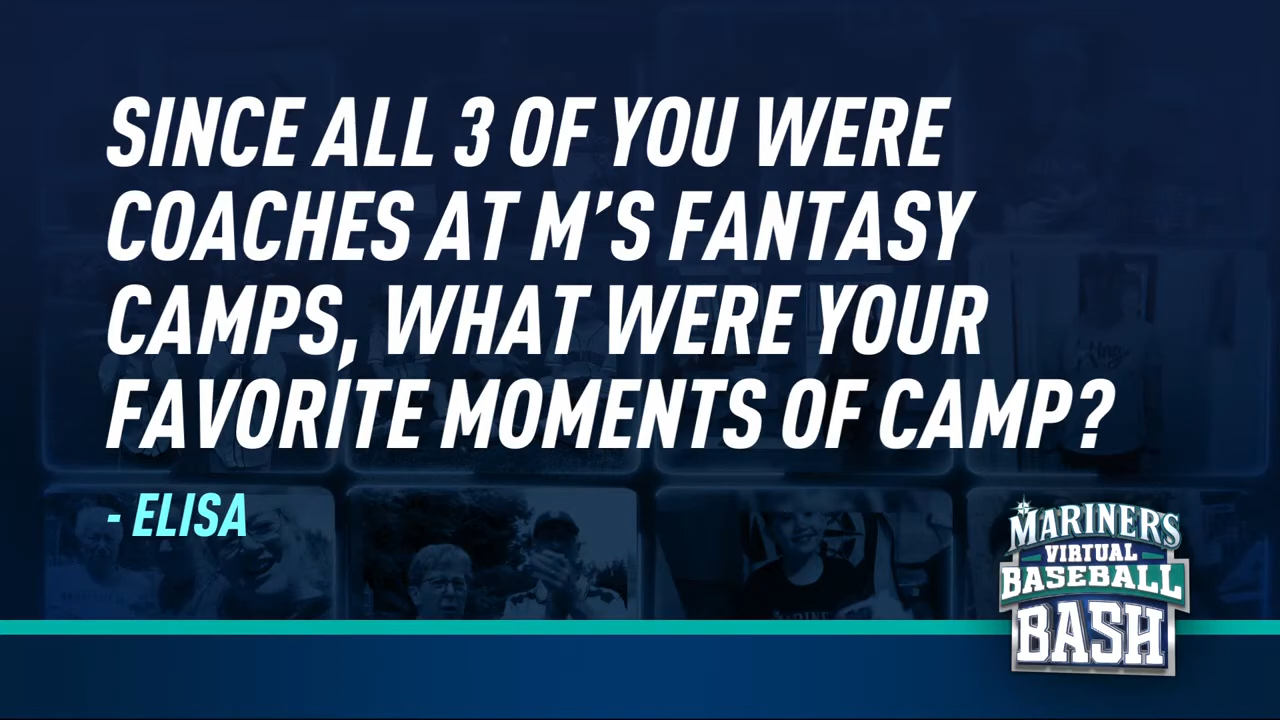 SINCE ALL 3 OF YOU WERE
COACHES AT M'S FANTASY
CAMPS, WHAT WERE YOUR
FAVORITE MOMENTS OF CAMP?
- ELISA
MARINERS
VIRTUAL
BASEBALL
BASH